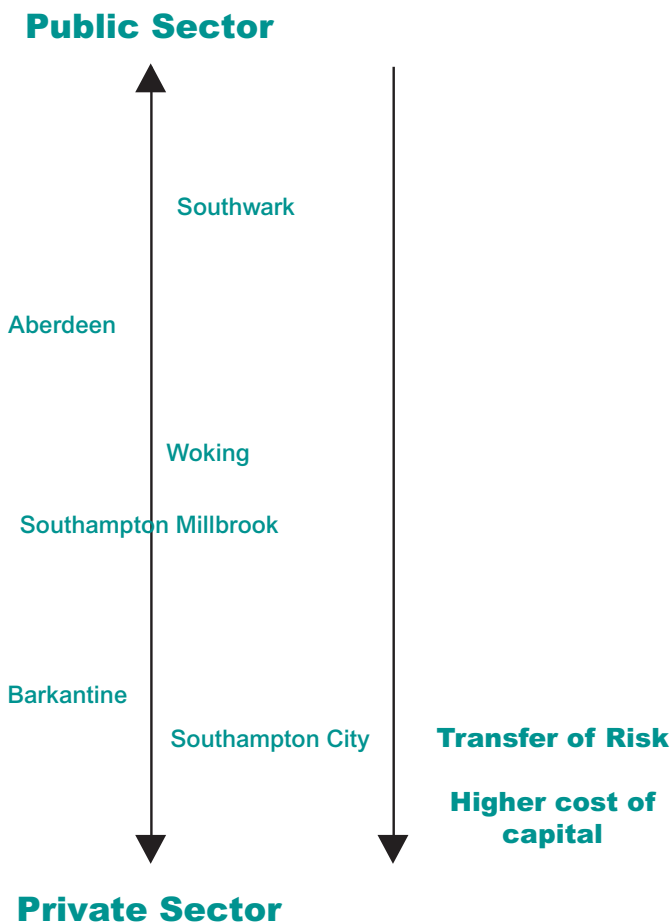 Public Sector
Southwark
Aberdeen
Woking
Southampton Millbrook
Barkantine
Southampton City
Transfer of Risk
Higher cost of
capital
Private Sector